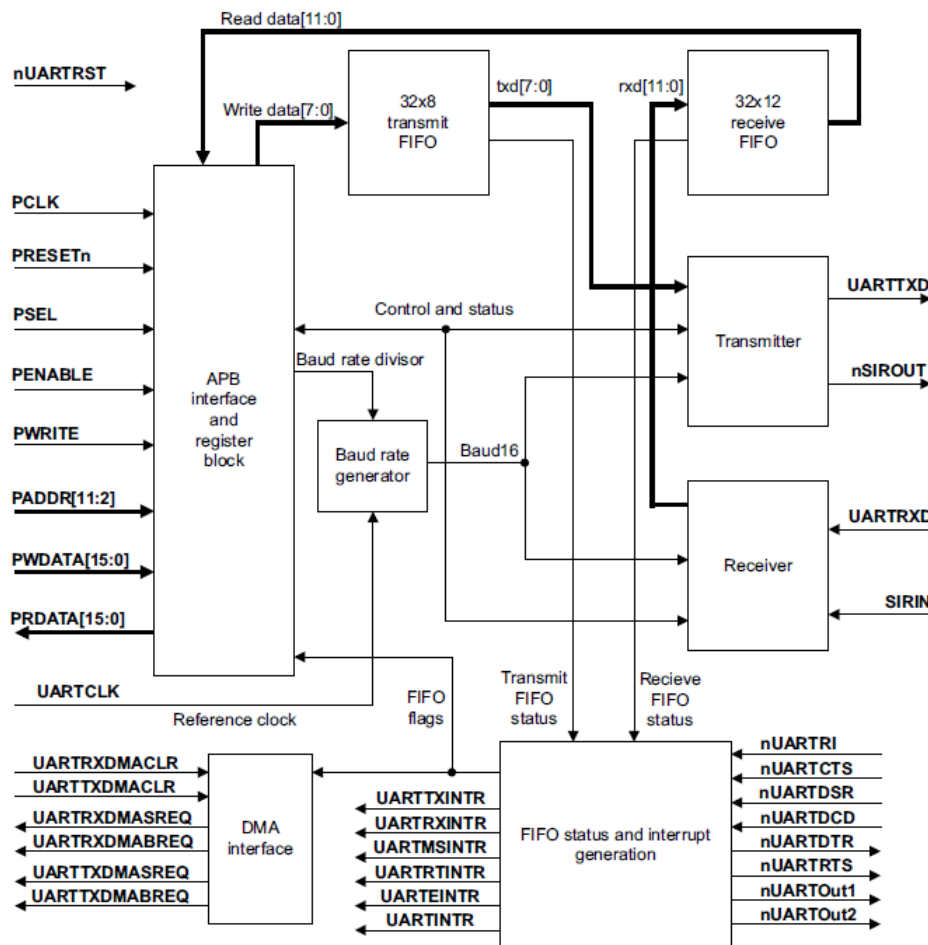 Read data[11:0]
nUARTRST
Write data[7:0]
32x8
transmit
FIFO
txd[7:0]
rxd[11:0]
32x12
receive
FIFO
PCLK
PRESETn
PSEL
PENABLE
PWRITE
PADDR[11:2]
PWDATA[15:0]
PRDATA[15:0]
UARTCLK
APB
interface
and
register
block
Control and status
Baud rate divisor
Baud rate
generator
Baud16
Transmitter
UARTTXD
nSIROUT
Receiver
UARTRXD
SIRIN
Reference clock
FIFO
flags
Transmit
FIFO
status
Recieve
FIFO
status
UARTRXDMACLR
UARTTXDMACLR
UARTRXDMASREQ
UARTRXDMABREQ
UARTTXDMASREQ
UARTTXDMABREQ
DMA
interface
UARTTXINTR
UARTRXINTR
UARTMSINTR
UARTRTINTR
UARTEINTR
UARTINTR
FIFO status and interrupt
generation
nUARTRI
nUARTCTS
nUARTDSR
nUARTDCD
nUARTDTR
nUARTRTS
nUARTOut1
nUARTOut2